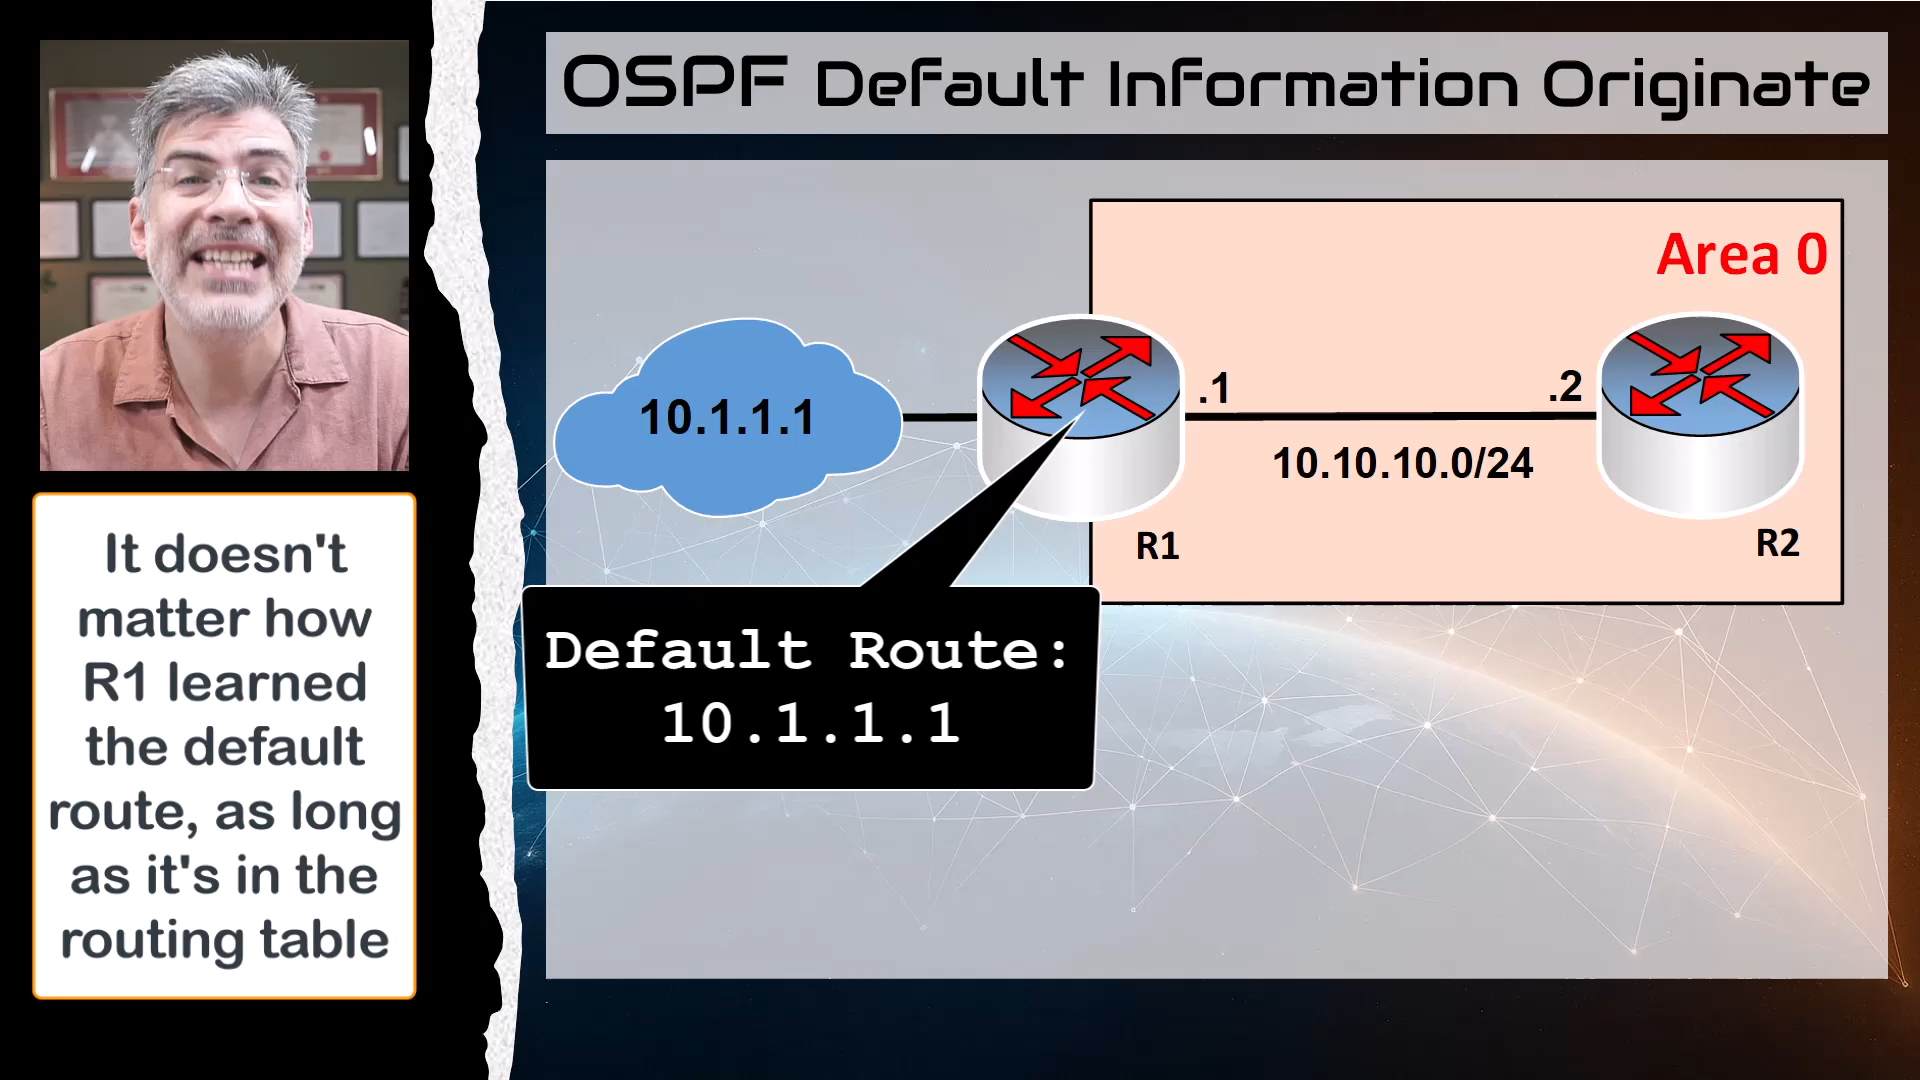 OSPF Default Information Originate
Area 0
10.1.1.1
.1
.2
10.10.10.0/24
R1
R2
Default Route:
10.1.1.1
It doesn't
matter how
R1 learned
the default
route, as long
as it's in the
routing table